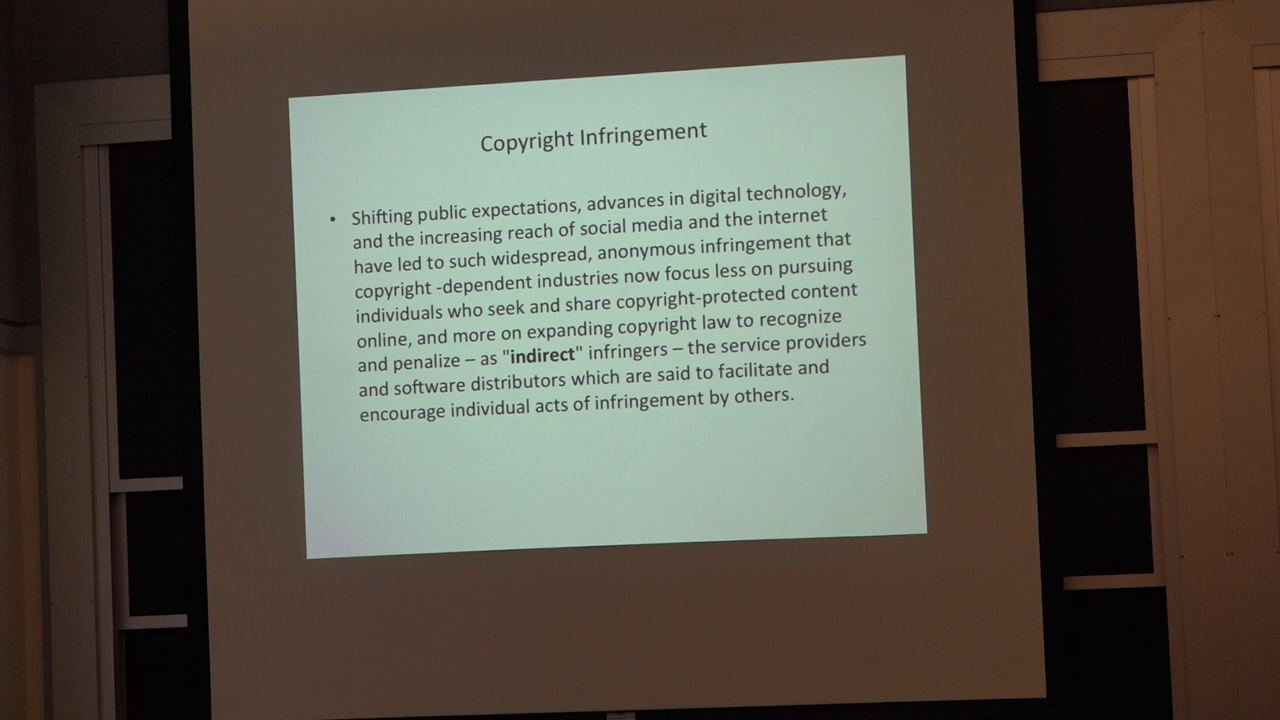 Copyright Infringement
• Shifting public expectations, advances in digital technology,
and the increasing reach of social media and the internet
have led to such widespread, anonymous infringement that
copyright -dependent industries now focus less on pursuing
individuals who seek and share copyright-protected content
online, and more on expanding copyright law to recognize
and penalize – as "indirect" infringers – the service providers
and software distributors which are said to facilitate and
encourage individual acts of infringement by others.